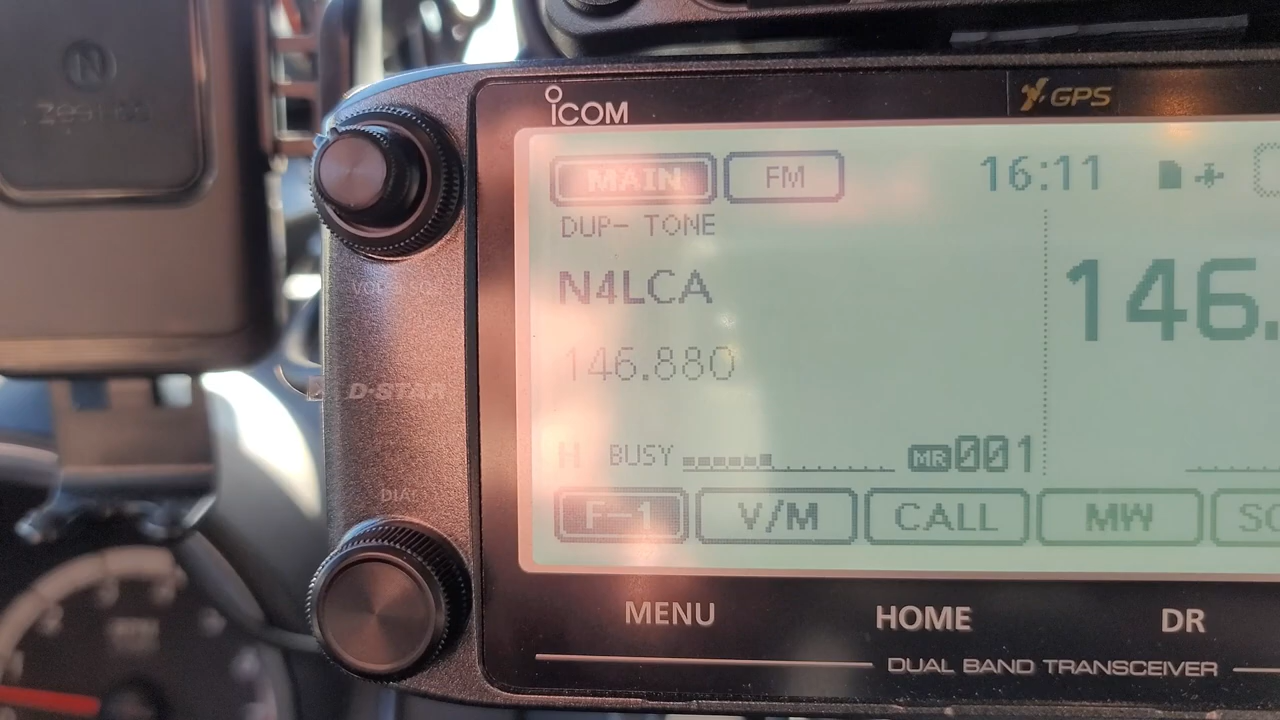 N
iCOM
GPS
MAIN FM 16:11
DUP- TONE
N4LCA
146.880
146.
H BUSY MR 001
F-1 V/M CALL MW
D-STAR
DIAL
MENU HOME DR
DUAL BAND TRANSCEIVER